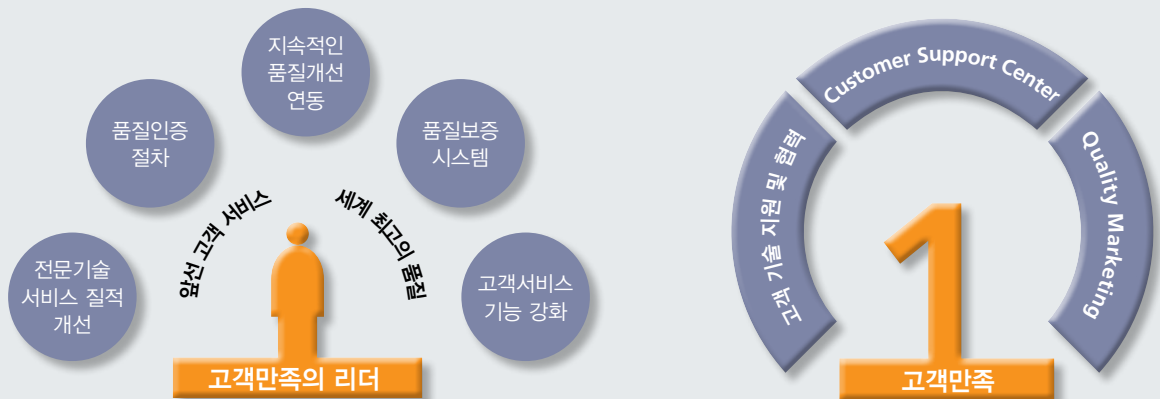 지속적인
품질개선
연동
품질인증
절차
품질보증
시스템
전문기술
서비스 질적
개선
고객서비스
기능 강화
앞선 고객 서비스
세계 최고의 품질
고객만족의 리더
고객 기술 지원 및 협력
Customer Support Center
Quality Marketing
1
고객만족